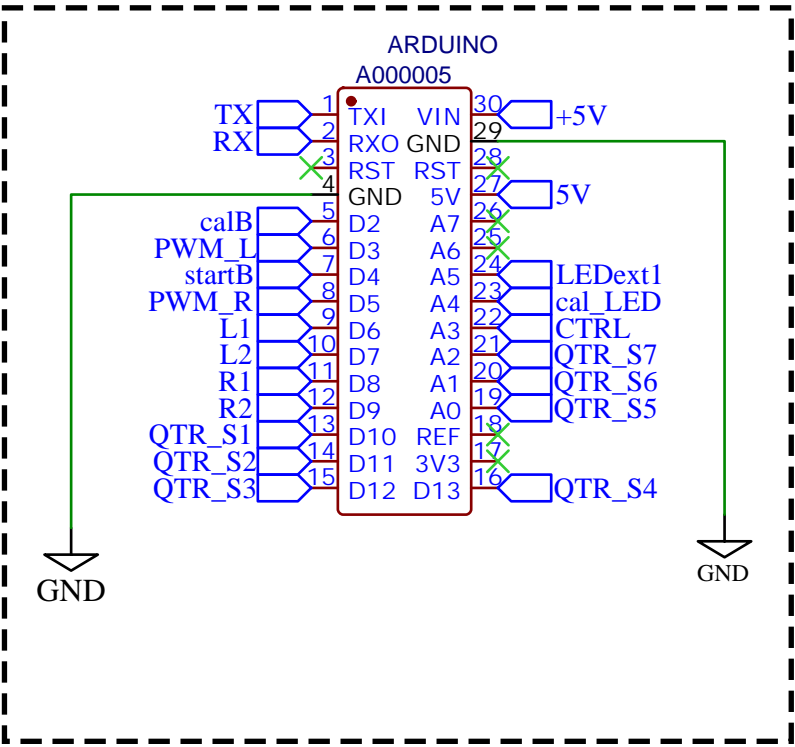 ARDUINO
A000005
TX 1 TXI VIN 30 +5V
RX 2 RXO GND 29
3 RST RST 28
4 GND 5V 27 5V
calB 5 D2 A7 26
PWM_L 6 D3 A6 25
startB 7 D4 A5 24 LEDext1
PWM_R 8 D5 A4 23 cal_LED
L1 9 D6 A3 22 CTRL
L2 10 D7 A2 21 QTR_S7
R1 11 D8 A1 20 QTR_S6
R2 12 D9 A0 19 QTR_S5
QTR_S1 13 D10 REF 18
QTR_S2 14 D11 3V3 17
QTR_S3 15 D12 D13 16 QTR_S4
GND
GND